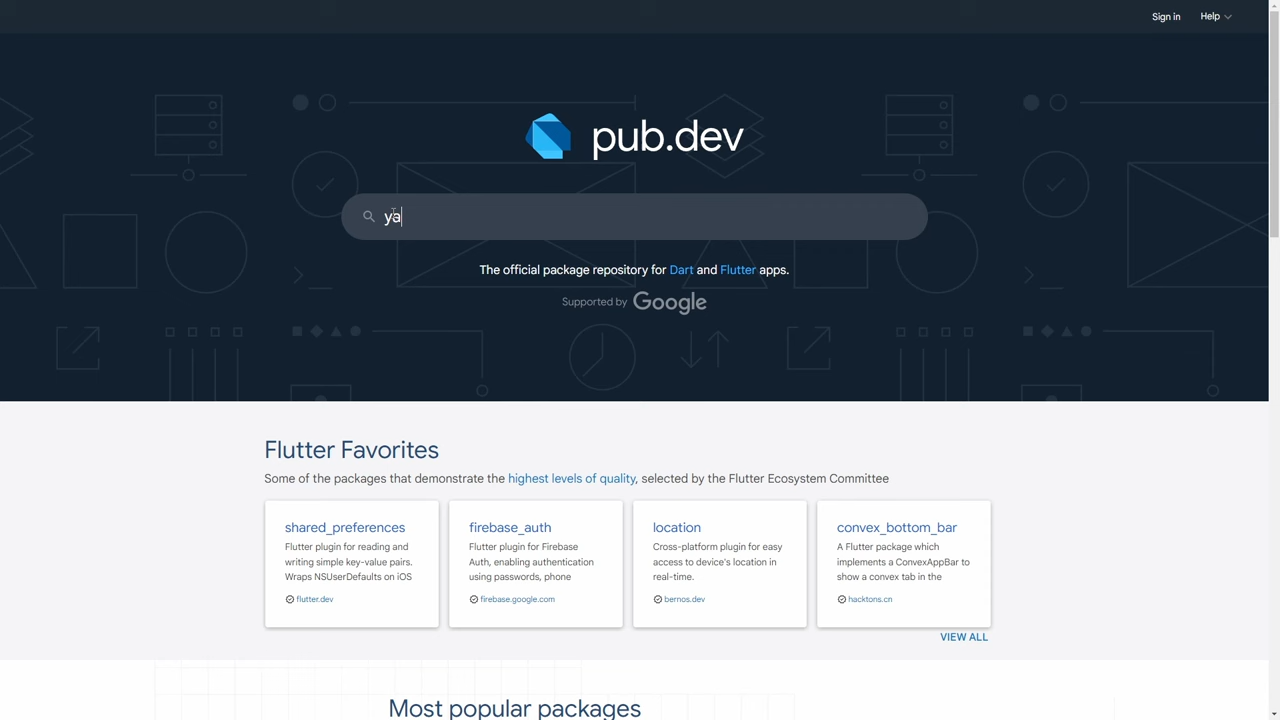 Sign in
Help
pub.dev
ya
The official package repository for Dart and Flutter apps.
Supported by Google
Flutter Favorites
Some of the packages that demonstrate the highest levels of quality, selected by the Flutter Ecosystem Committee
shared_preferences
Flutter plugin for reading and
writing simple key-value pairs.
Wraps NSUserDefaults on iOS
flutter.dev
firebase_auth
Flutter plugin for Firebase
Auth, enabling authentication
using passwords, phone
firebase.google.com
location
Cross-platform plugin for easy
access to device's location in
real-time.
bernos.dev
convex_bottom_bar
A Flutter package which
implements a ConvexAppBar to
show a convex tab in the
hacktons.cn
VIEW ALL
Most popular packages